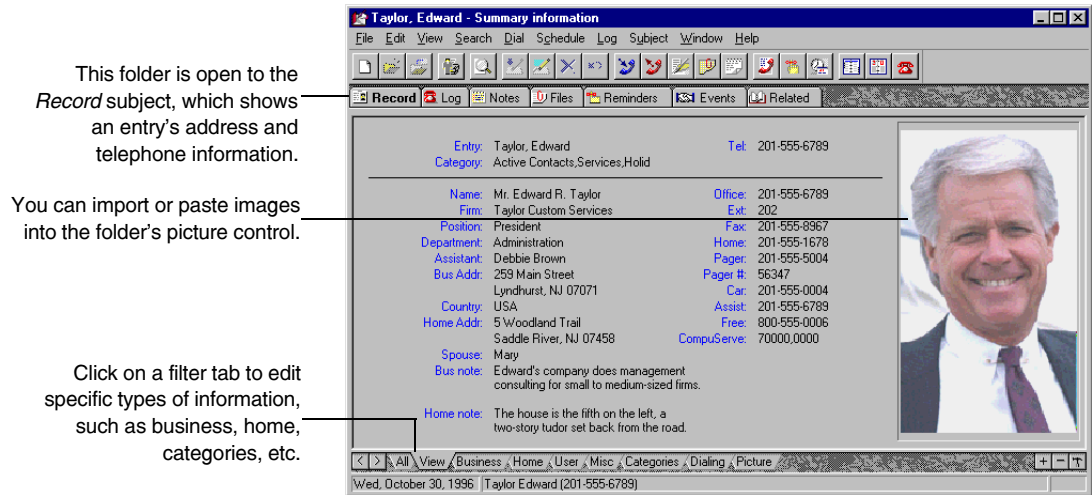 Taylor, Edward - Summary information
File Edit View Search Dial Schedule Log Subject Window Help
Record Log Notes Files Reminders Events Related
This folder is open to the
Record subject, which shows
an entry's address and
telephone information.
You can import or paste images
into the folder's picture control.
Click on a filter tab to edit
specific types of information,
such as business, home,
categories, etc.
Entry: Taylor, Edward Tel: 201-555-6789
Category: Active Contacts,Services,Holid
Name: Mr. Edward R. Taylor Office: 201-555-6789
Firm: Taylor Custom Services Ext: 202
Position: President Fax: 201-555-8967
Department: Administration Home: 201-555-1678
Assistant: Debbie Brown Pager: 201-555-5004
Bus Addr: 259 Main Street Pager #: 56347
Lyndhurst, NJ 07071 Car: 201-555-0004
Country: USA Assist: 201-555-6789
Home Addr: 5 Woodland Trail Free: 800-555-0006
Saddle River, NJ 07458 CompuServe: 70000,0000
Spouse: Mary
Bus note: Edward's company does management
consulting for small to medium-sized firms.
Home note: The house is the fifth on the left, a
two-story tudor set back from the road.
All View Business Home User Misc Categories Dialing Picture
Wed, October 30, 1996 Taylor Edward (201-555-6789)